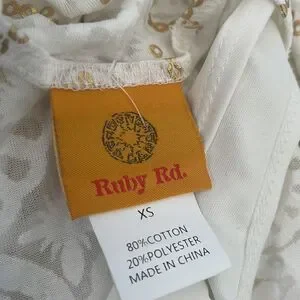 Ruby Rd.
XS
80%COTTON
20%POLYESTER
MADE IN CHINA